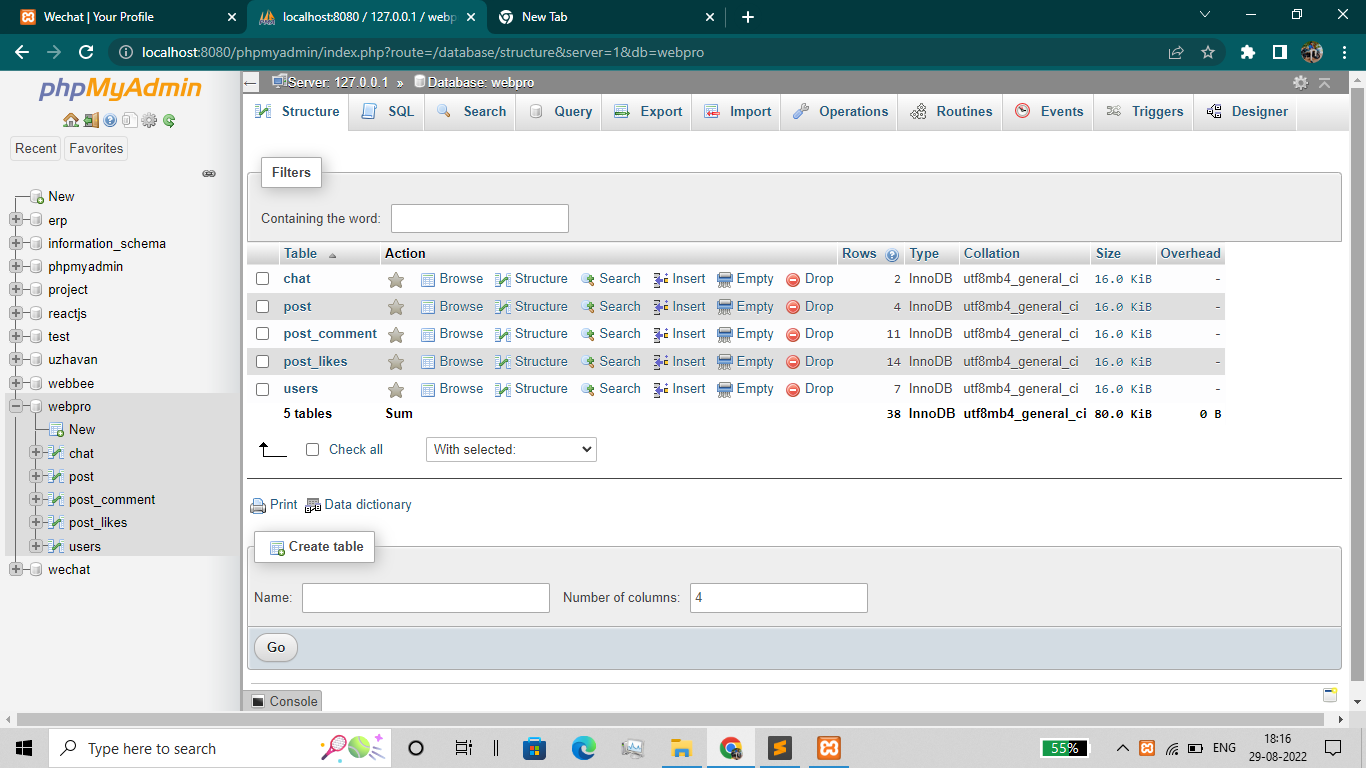 Wechat | Your Profile
localhost:8080 / 127.0.0.1 / webp
New Tab
localhost:8080/phpmyadmin/index.php?route=/database/structure&server=1&db=webpro
phpMyAdmin
Recent Favorites
New
erp
information_schema
phpmyadmin
project
reactjs
test
uzhavan
webbee
webpro
New
chat
post
post_comment
post_likes
users
wechat
Server: 127.0.0.1 » Database: webpro
Structure SQL Search Query Export Import Operations Routines Events Triggers Designer
Filters
Containing the word:
Table Action Rows Type Collation Size Overhead
chat Browse Structure Search Insert Empty Drop 2 InnoDB utf8mb4_general_ci 16.0 KiB -
post Browse Structure Search Insert Empty Drop 4 InnoDB utf8mb4_general_ci 16.0 KiB -
post_comment Browse Structure Search Insert Empty Drop 11 InnoDB utf8mb4_general_ci 16.0 KiB -
post_likes Browse Structure Search Insert Empty Drop 14 InnoDB utf8mb4_general_ci 16.0 KiB -
users Browse Structure Search Insert Empty Drop 7 InnoDB utf8mb4_general_ci 16.0 KiB -
5 tables Sum 38 InnoDB utf8mb4_general_ci 80.0 KiB 0 B
Check all With selected:
Print Data dictionary
Create table
Name: Number of columns: 4
Go
Console
Type here to search
55%
ENG
18:16
29-08-2022